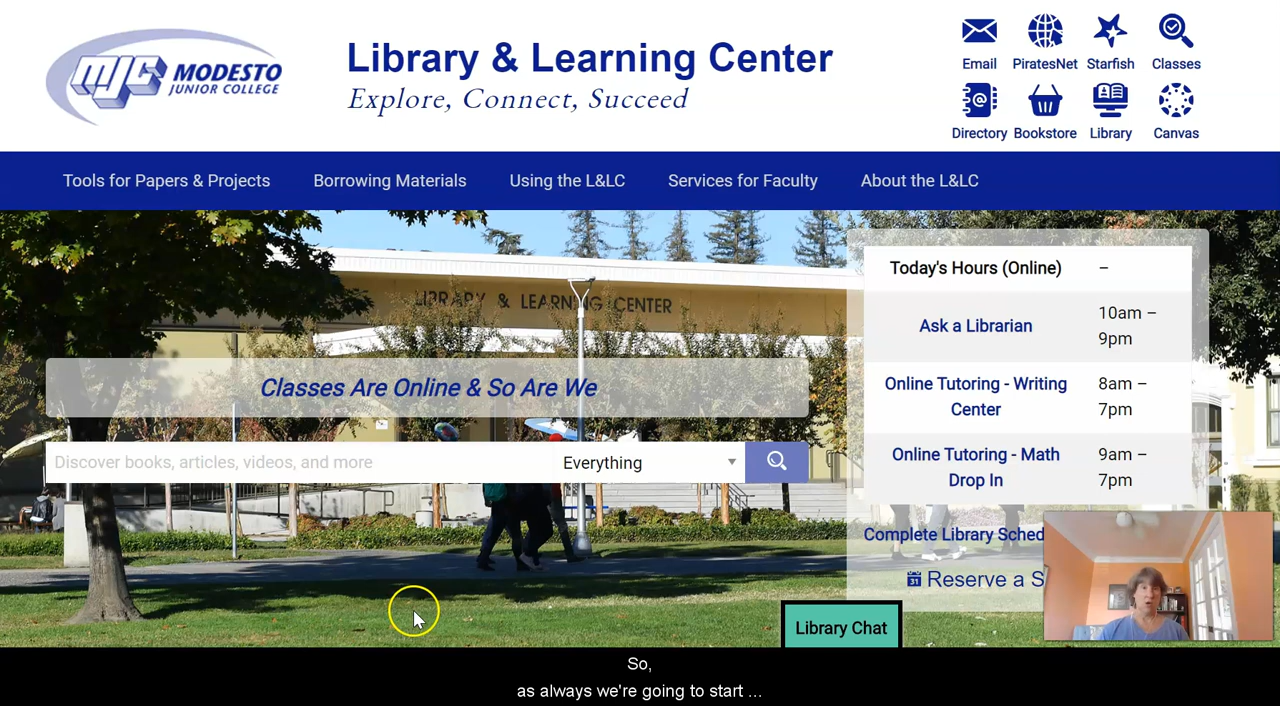 MJC MODESTO
JUNIOR COLLEGE
Library & Learning Center
Explore, Connect, Succeed
Email
PiratesNet
Starfish
Classes
Directory
Bookstore
Library
Canvas
Tools for Papers & Projects
Borrowing Materials
Using the L&LC
Services for Faculty
About the L&LC
LIBRARY & LEARNING CENTER
Classes Are Online & So Are We
Discover books, articles, videos, and more
Everything
Today's Hours (Online) –
Ask a Librarian
10am –
9pm
Online Tutoring - Writing
Center
8am –
7pm
Online Tutoring - Math
Drop In
9am –
7pm
Complete Library Sched
31 Reserve a S
Library Chat
So,
as always we're going to start ...